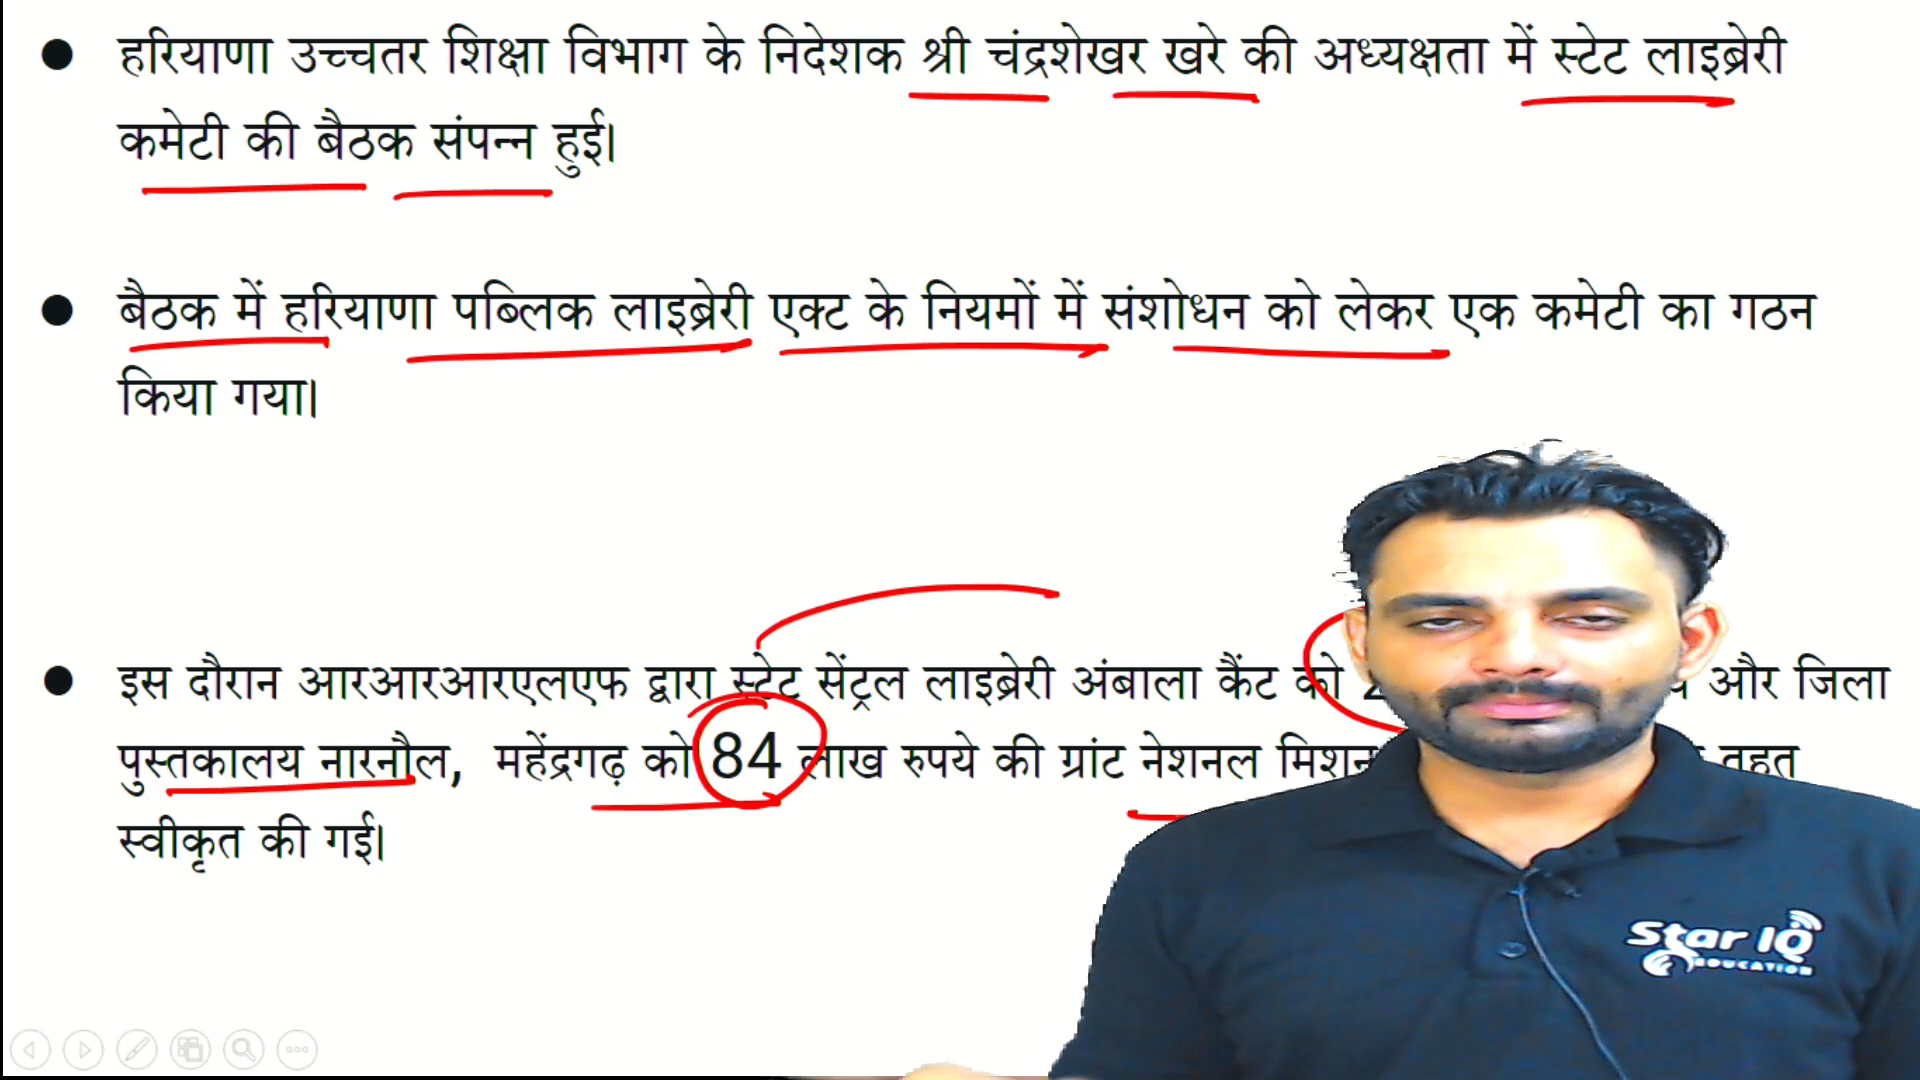 हरियाणा उच्चतर शिक्षा विभाग के निदेशक श्री चंद्रशेखर खरे की अध्यक्षता में स्टेट लाइब्रेरी
कमेटी की बैठक संपन्न हुई।
बैठक में हरियाणा पब्लिक लाइब्रेरी एक्ट के नियमों में संशोधन को लेकर एक कमेटी का गठन
किया गया।
इस दौरान आरआरआरएलएफ द्वारा स्टेट सेंट्रल लाइब्रेरी अंबाला कैंट को और जिला
पुस्तकालय नारनौल, महेंद्रगढ़ को 84 लाख रुपये की ग्रांट नेशनल मिशन तहत
स्वीकृत की गई।
Star IQ
EDUCATION